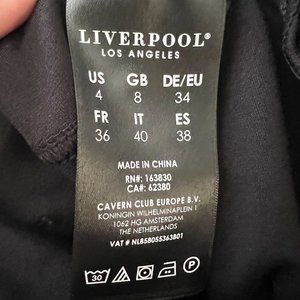 LIVERPOOL®
LOS ANGELES
US GB DE/EU
4 8 34
FR IT ES
36 40 38
MADE IN CHINA
RN#: 163830
CA#: 62380
CAVERN CLUB EUROPE B.V.
KONINGIN WILHELMINAPLEIN 1
1062 HG AMSTERDAM
THE NETHERLANDS
VAT # NL858055363B01
30